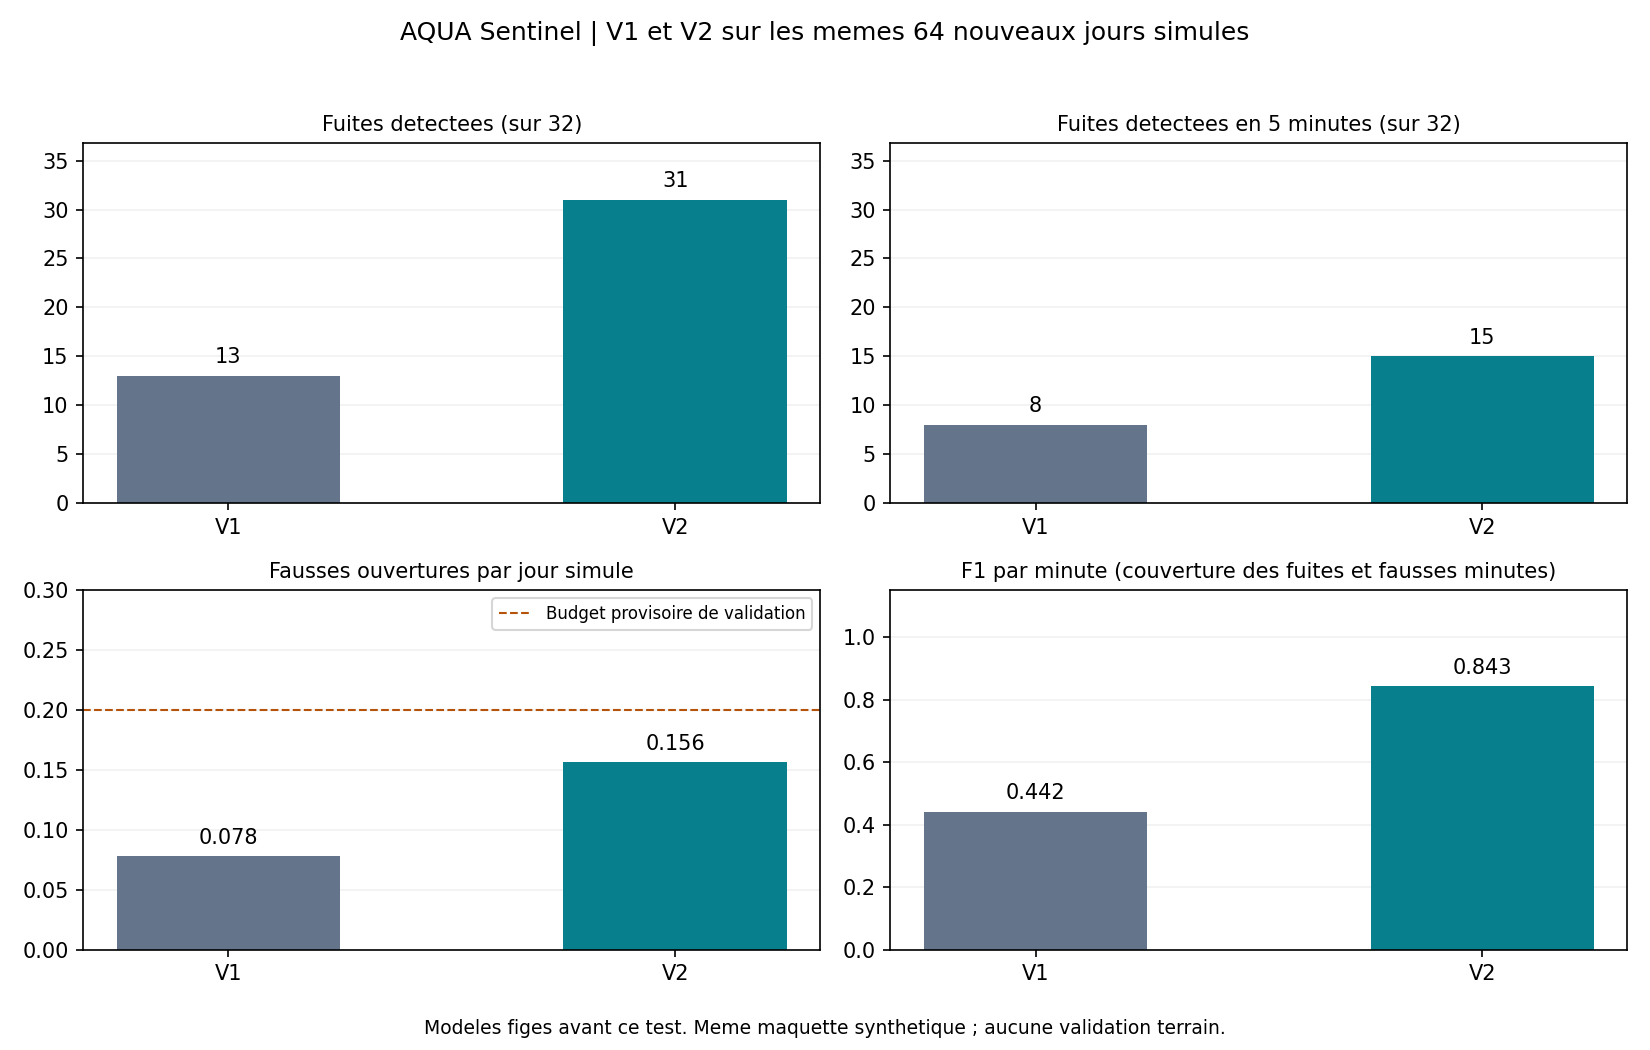 AQUA Sentinel | V1 et V2 sur les memes 64 nouveaux jours simules
Fuites detectees (sur 32)
35
30
25
20
15
10
5
0
13
31
V1
V2
Fuites detectees en 5 minutes (sur 32)
35
30
25
20
15
10
5
0
8
15
V1
V2
Fausses ouvertures par jour simule
0.30
0.25
0.20
0.15
0.10
0.05
0.00
Budget provisoire de validation
0.078
0.156
V1
V2
F1 par minute (couverture des fuites et fausses minutes)
1.0
0.8
0.6
0.4
0.2
0.0
0.442
0.843
V1
V2
Modeles figes avant ce test. Meme maquette synthetique ; aucune validation terrain.